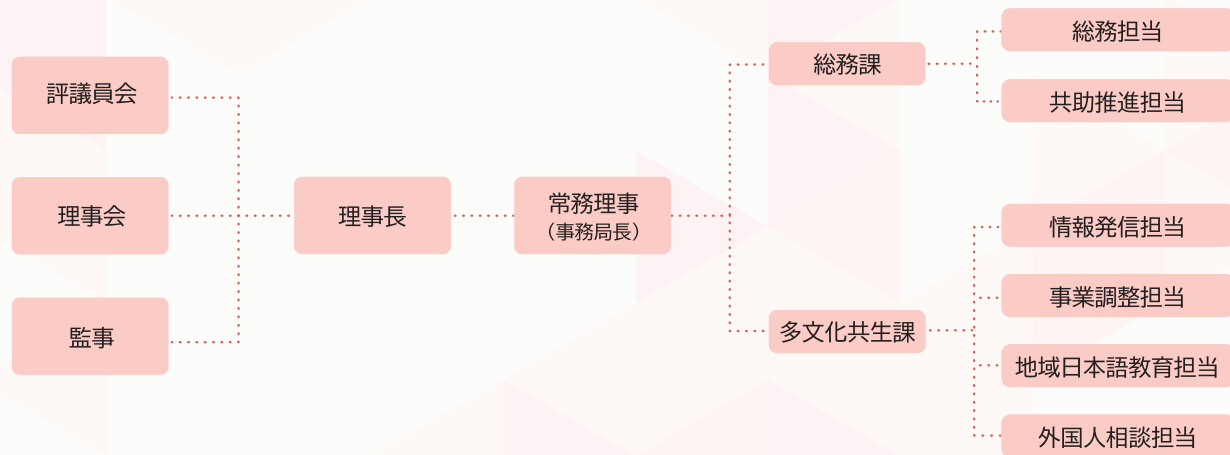 評議員会
理事会
監事
理事長
常務理事
（事務局長）
総務課
総務担当
共助推進担当
多文化共生課
情報発信担当
事業調整担当
地域日本語教育担当
外国人相談担当